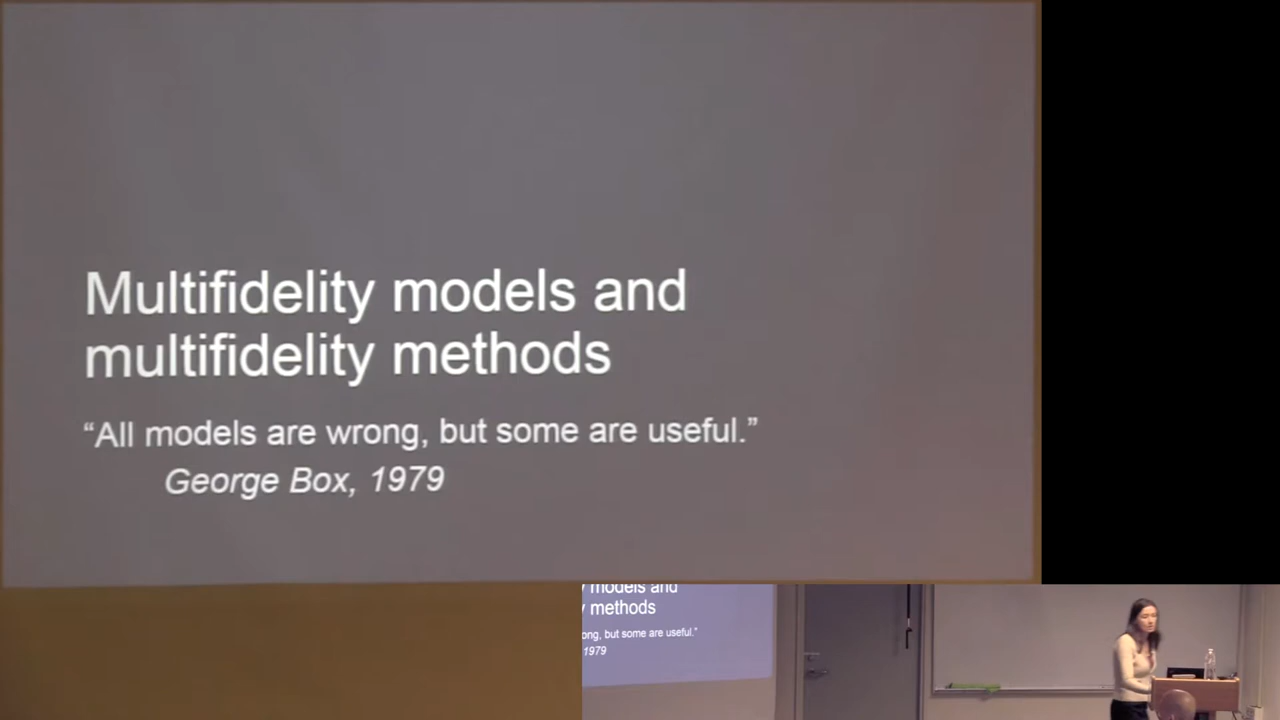 Multifidelity models and
multifidelity methods
“All models are wrong, but some are useful.”
George Box, 1979
models and
methods
ong, but some are useful.”
1979